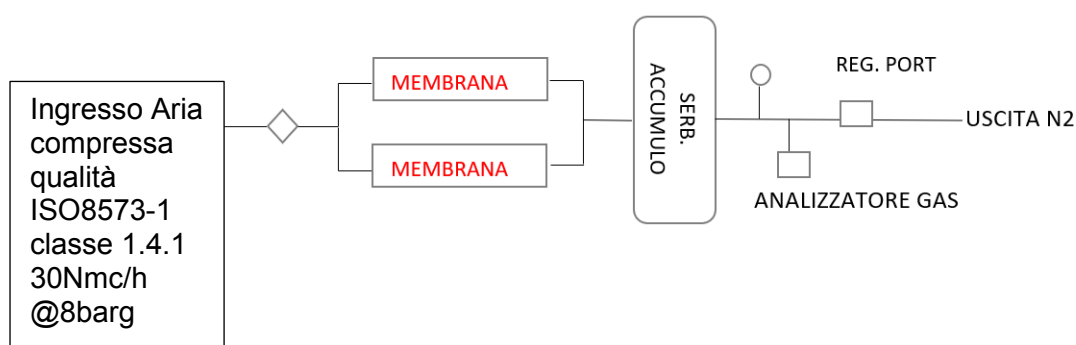 Ingresso Aria
compressa
qualità
ISO8573-1
classe 1.4.1
30Nmc/h
@8barg
MEMBRANA
MEMBRANA
SERB.
ACCUMULO
REG. PORT
USCITA N2
ANALIZZATORE GAS